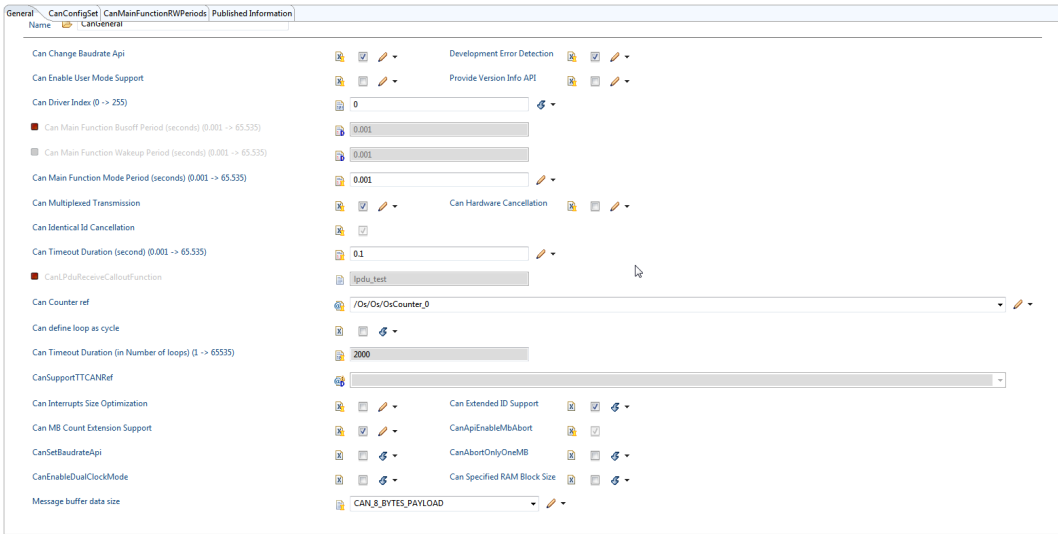 General CanConfigSet CanMainFunctionRWPeriods Published Information
Name CanGeneral
Can Change Baudrate Api Development Error Detection
Can Enable User Mode Support Provide Version Info API
Can Driver Index (0 -> 255) 0
Can Main Function Busoff Period (seconds) (0.001 -> 65.535) 0.001
Can Main Function Wakeup Period (seconds) (0.001 -> 65.535) 0.001
Can Main Function Mode Period (seconds) (0.001 -> 65.535) 0.001
Can Multiplexed Transmission Can Hardware Cancellation
Can Identical Id Cancellation
Can Timeout Duration (second) (0.001 -> 65.535) 0.1
CanLPduReceiveCalloutFunction lpdu_test
Can Counter ref /Os/Os/OsCounter_0
Can define loop as cycle
Can Timeout Duration (in Number of loops) (1 -> 65535) 2000
CanSupportTTCANRef
Can Interrupts Size Optimization Can Extended ID Support
Can MB Count Extension Support CanApiEnableMbAbort
CanSetBaudrateApi CanAbortOnlyOneMB
CanEnableDualClockMode Can Specified RAM Block Size
Message buffer data size CAN_8_BYTES_PAYLOAD